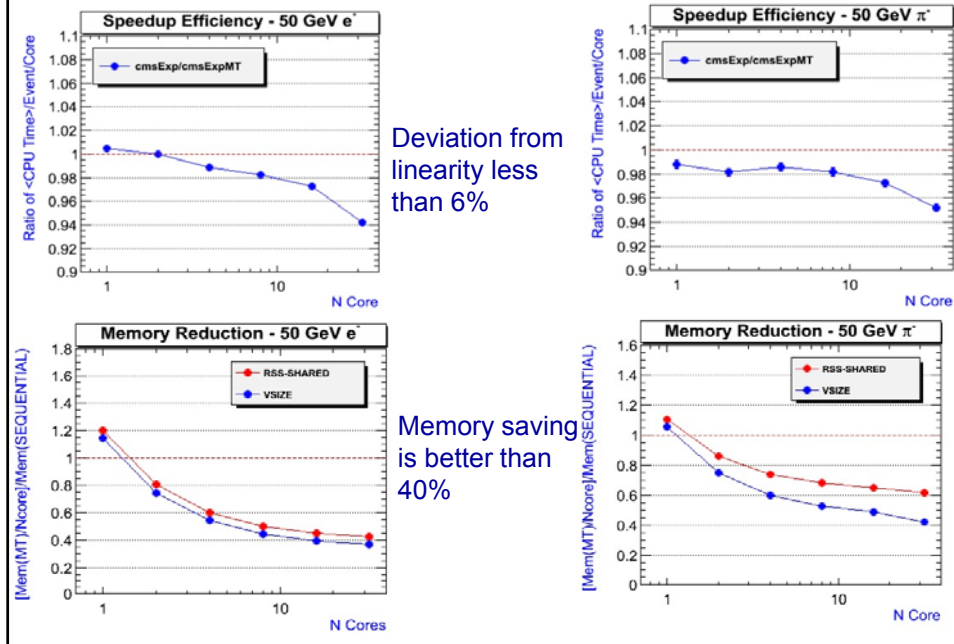 Speedup Efficiency - 50 GeV e-
Ratio of <CPU Time>/Event/Core
1.1
1.08
1.06
1.04
1.02
1
0.98
0.96
0.94
0.92
0.9
cmsExp/cmsExpMT
1
10
N Core
Deviation from
linearity less
than 6%
Speedup Efficiency - 50 GeV π-
Ratio of <CPU Time>/Event/Core
1.1
1.08
1.06
1.04
1.02
1
0.98
0.96
0.94
0.92
0.9
cmsExp/cmsExpMT
1
10
N Core
Memory Reduction - 50 GeV e-
[Mem(MT)/Ncore]/Mem(SEQUENTIAL)
1.8
1.6
1.4
1.2
1
0.8
0.6
0.4
0.2
0
RSS-SHARED
VSIZE
1
10
N Cores
Memory saving
is better than
40%
Memory Reduction - 50 GeV π-
[Mem(MT)/Ncore]/Mem(SEQUENTIAL)
1.6
1.4
1.2
1
0.8
0.6
0.4
0.2
0
RSS-SHARED
VSIZE
1
10
N Core